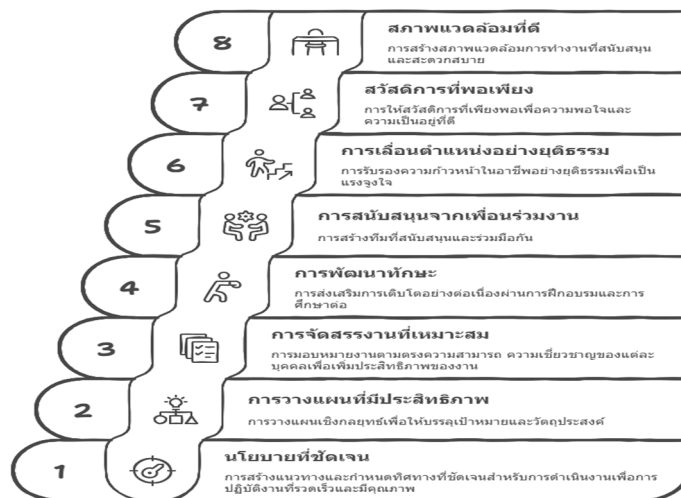 8
สภาพแวดล้อมที่ดี
การสร้างสภาพแวดล้อมการทำงานที่สนับสนุน
และสะดวกสบาย
7
สวัสดิการที่พอเพียง
การให้สวัสดิการที่เพียงพอเพื่อความพอใจและ
ความเป็นอยู่ที่ดี
6
การเลื่อนตำแหน่งอย่างยุติธรรม
การรับรองความก้าวหน้าในอาชีพอย่างยุติธรรมเพื่อเป็น
แรงจูงใจ
5
การสนับสนุนจากเพื่อนร่วมงาน
การสร้างทีมที่สนับสนุนและร่วมมือกัน
4
การพัฒนาทักษะ
การส่งเสริมการเติบโตอย่างต่อเนื่องผ่านการฝึกอบรมและการ
ศึกษาต่อ
3
การจัดสรรงานที่เหมาะสม
การมอบหมายงานตามตรงความสามารถ ความเชี่ยวชาญของแต่ละ
บุคคลเพื่อเพิ่มประสิทธิภาพของงาน
2
การวางแผนที่มีประสิทธิภาพ
การวางแผนเชิงกลยุทธ์เพื่อให้บรรลุเป้าหมายและวัตถุประสงค์
1
นโยบายที่ชัดเจน
การสร้างแนวทางและกำหนดทิศทางที่ชัดเจนสำหรับการดำเนินงานเพื่อการ
ปฏิบัติงานที่รวดเร็วและมีคุณภาพ